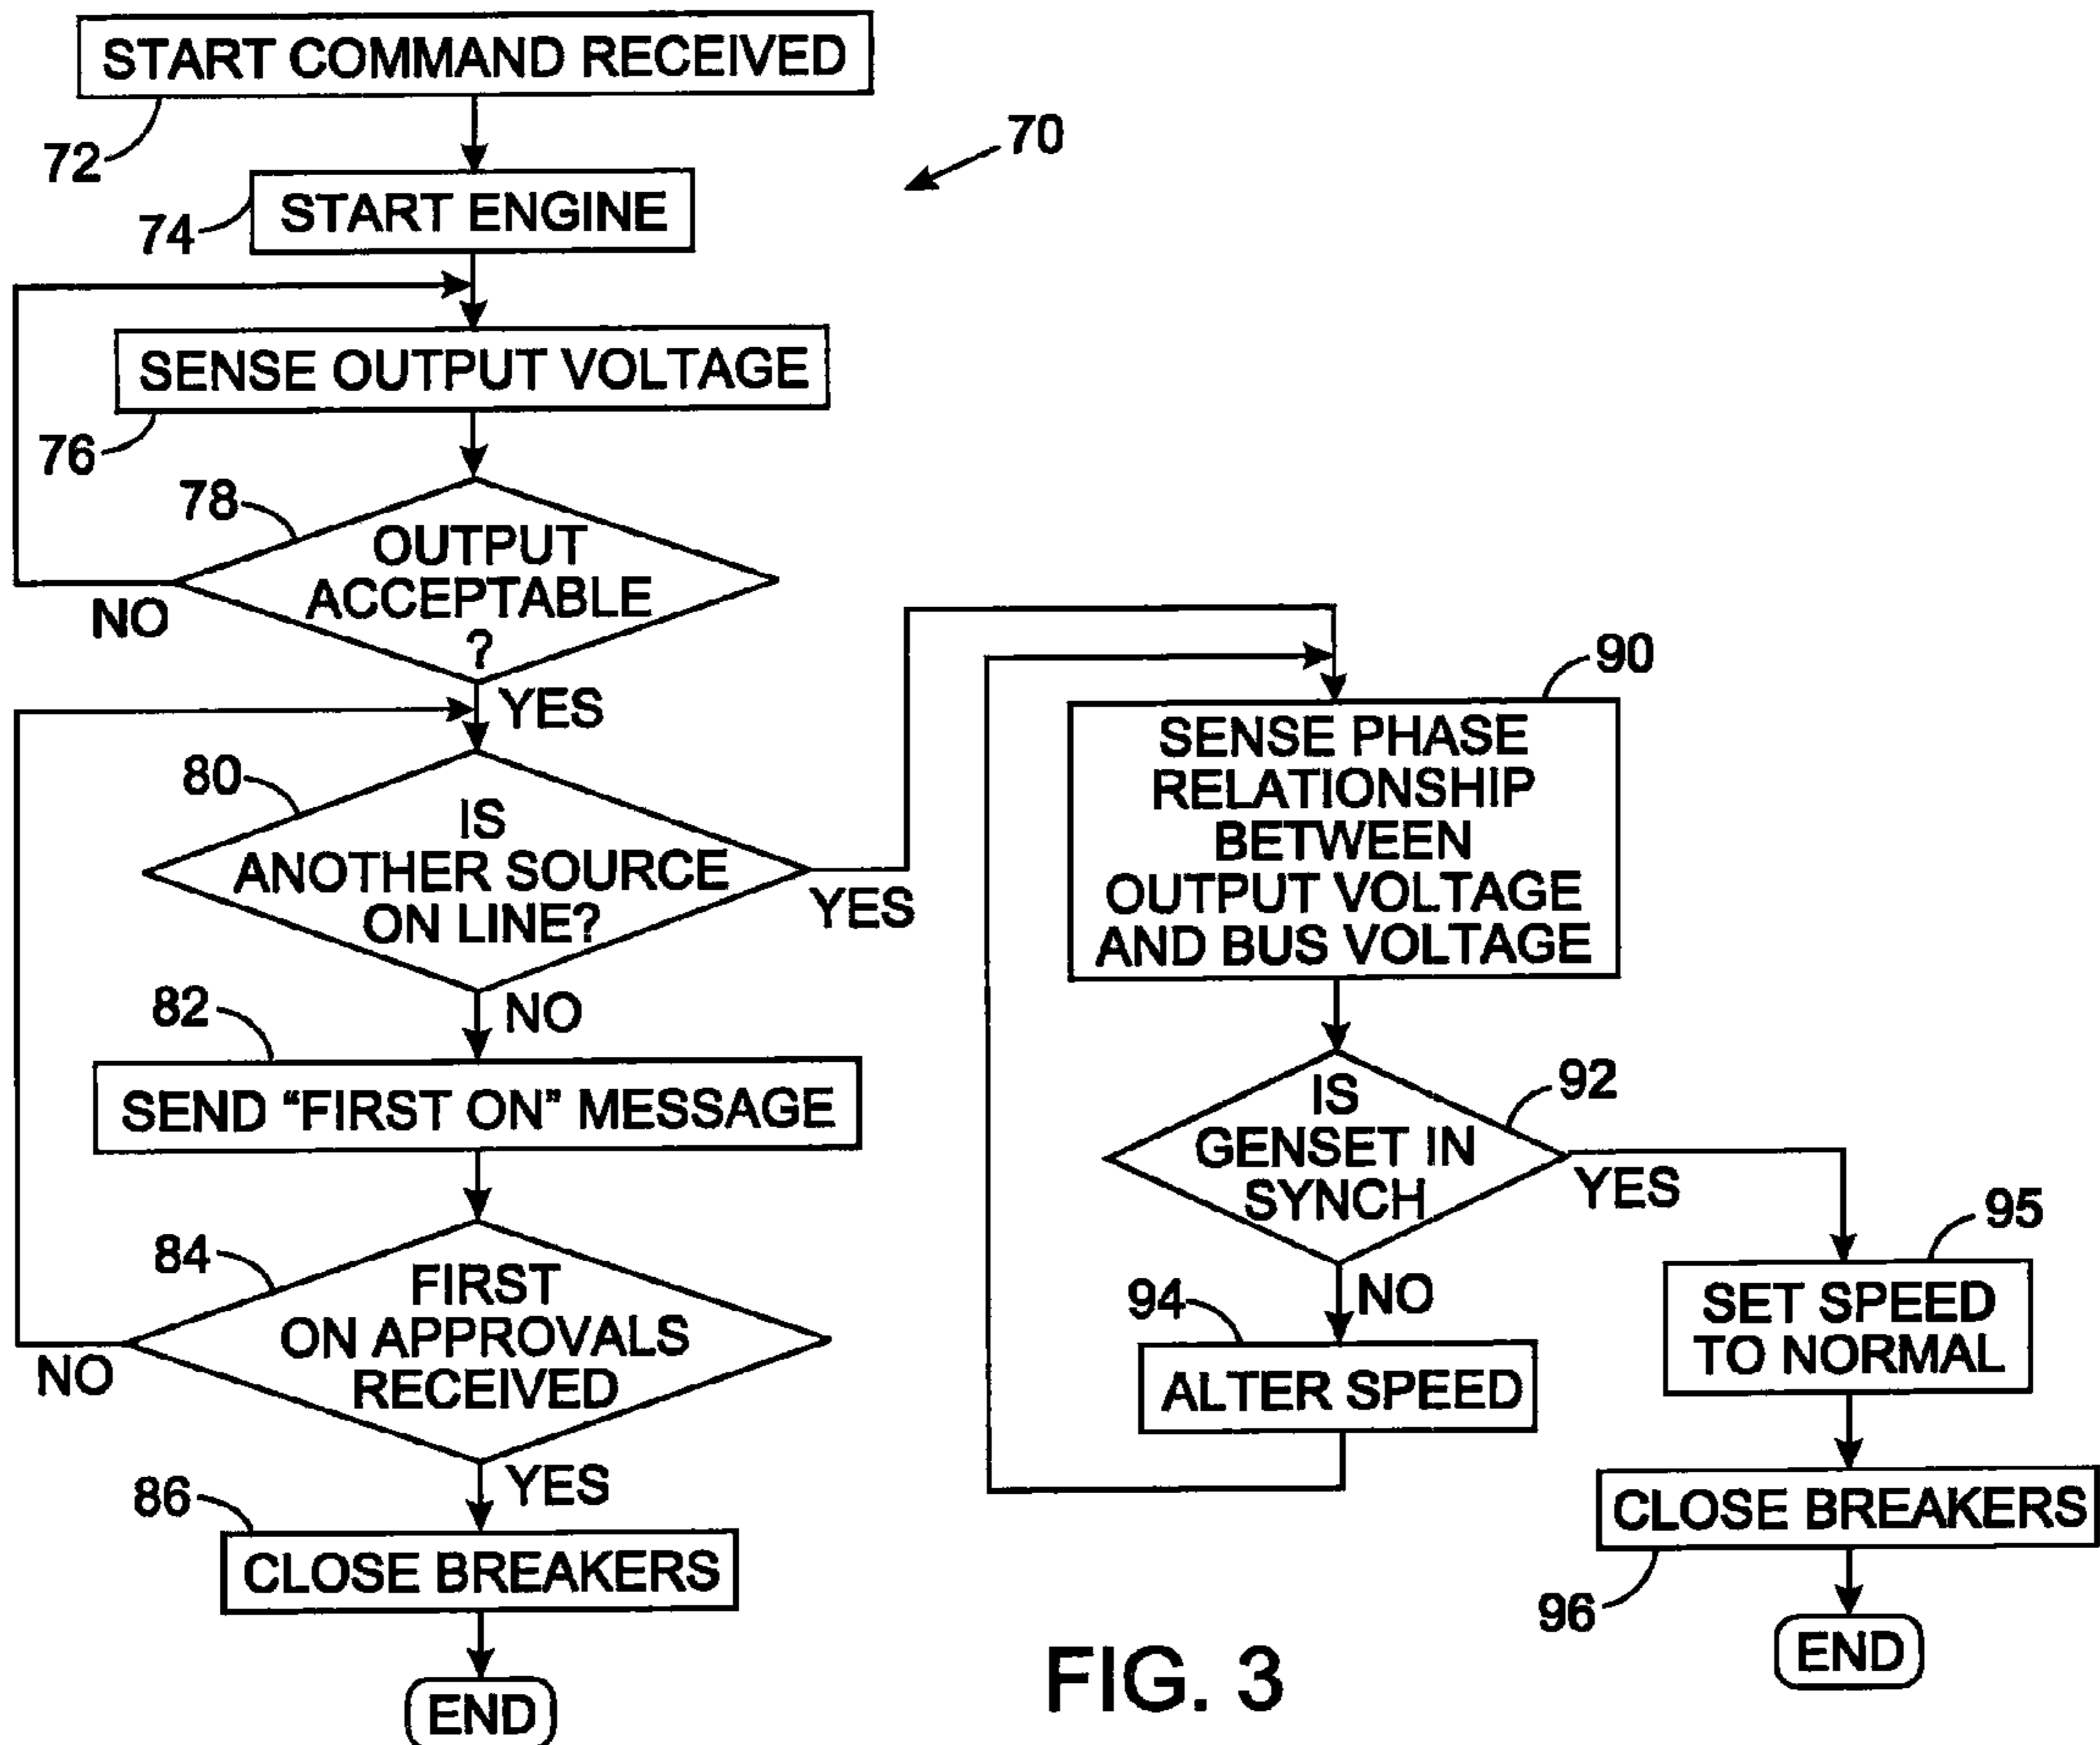 START COMMAND RECEIVED
72
70
START ENGINE
74
SENSE OUTPUT VOLTAGE
76
78
OUTPUT
ACCEPTABLE
?
NO
YES
80
IS
ANOTHER SOURCE
ON LINE?
YES
NO
82
SEND “FIRST ON” MESSAGE
84
FIRST
ON APPROVALS
RECEIVED
NO
YES
86
CLOSE BREAKERS
END
90
SENSE PHASE
RELATIONSHIP
BETWEEN
OUTPUT VOLTAGE
AND BUS VOLTAGE
92
IS
GENSET IN
SYNCH
YES
NO
94
ALTER SPEED
95
SET SPEED
TO NORMAL
CLOSE BREAKERS
96
END
FIG. 3